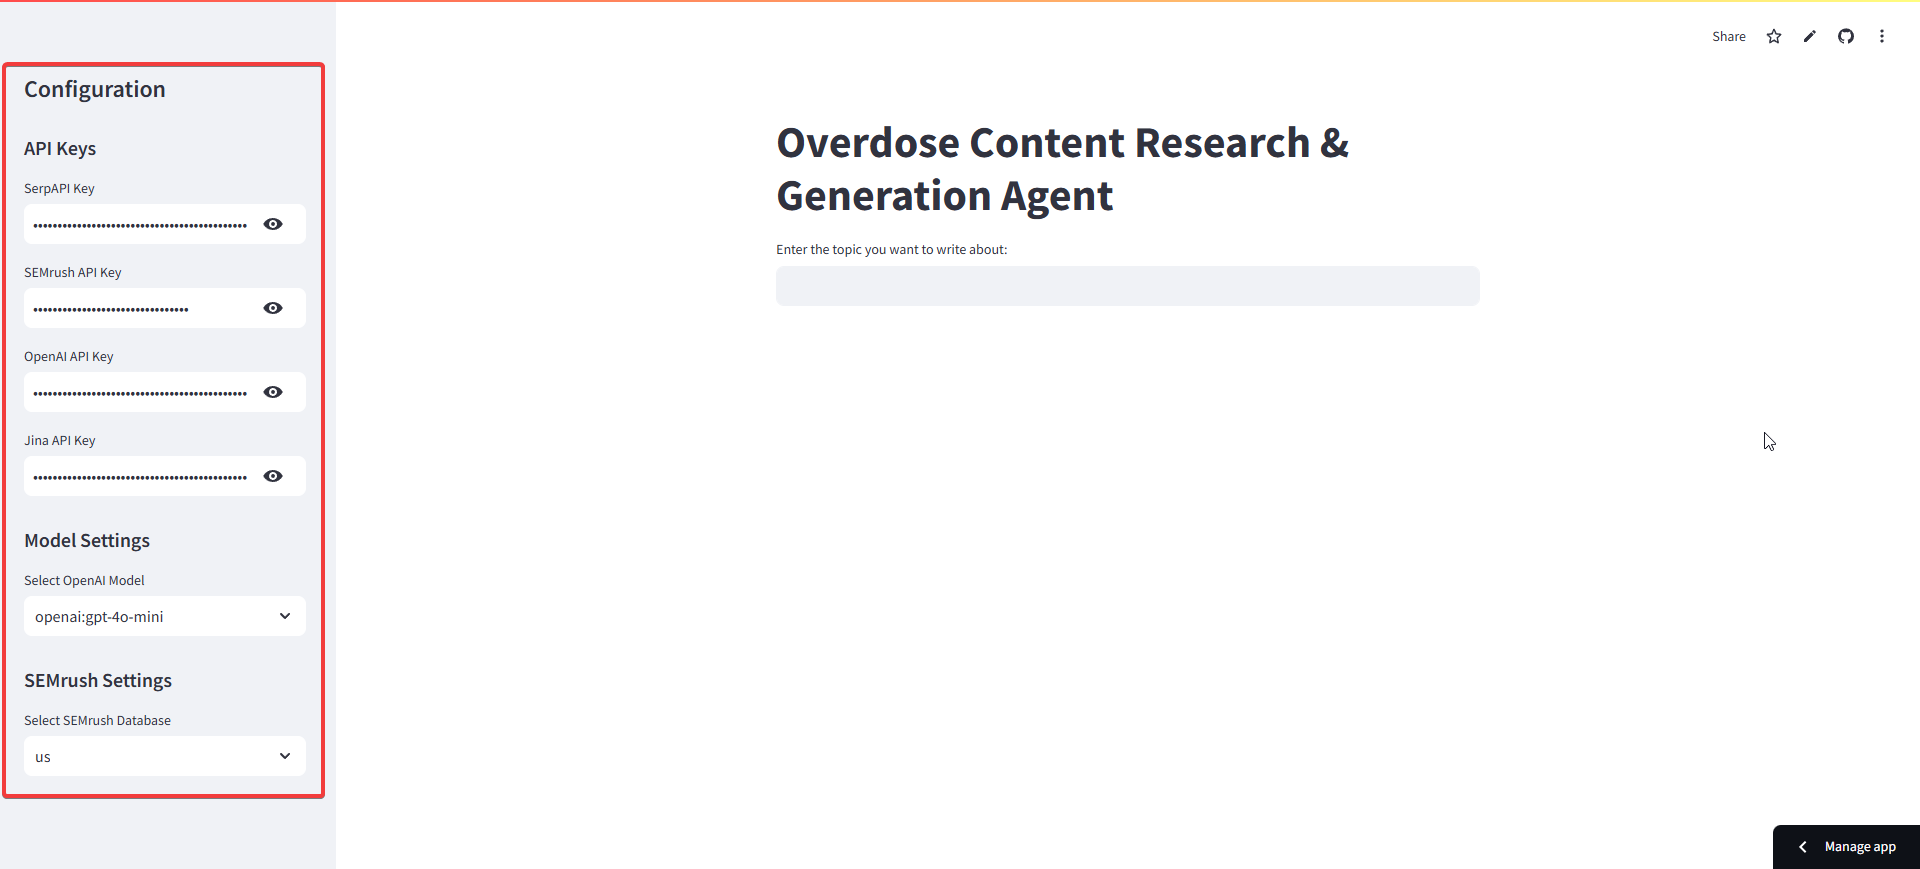 Share
Configuration
API Keys
SerpAPI Key
••••••••••••••••••••••••••••••••••••••••••••
SEMrush API Key
••••••••••••••••••••••••••••••••
OpenAI API Key
••••••••••••••••••••••••••••••••••••••••••••
Jina API Key
••••••••••••••••••••••••••••••••••••••••••••
Model Settings
Select OpenAI Model
openai:gpt-4o-mini
SEMrush Settings
Select SEMrush Database
us
Overdose Content Research &
Generation Agent
Enter the topic you want to write about:
Manage app